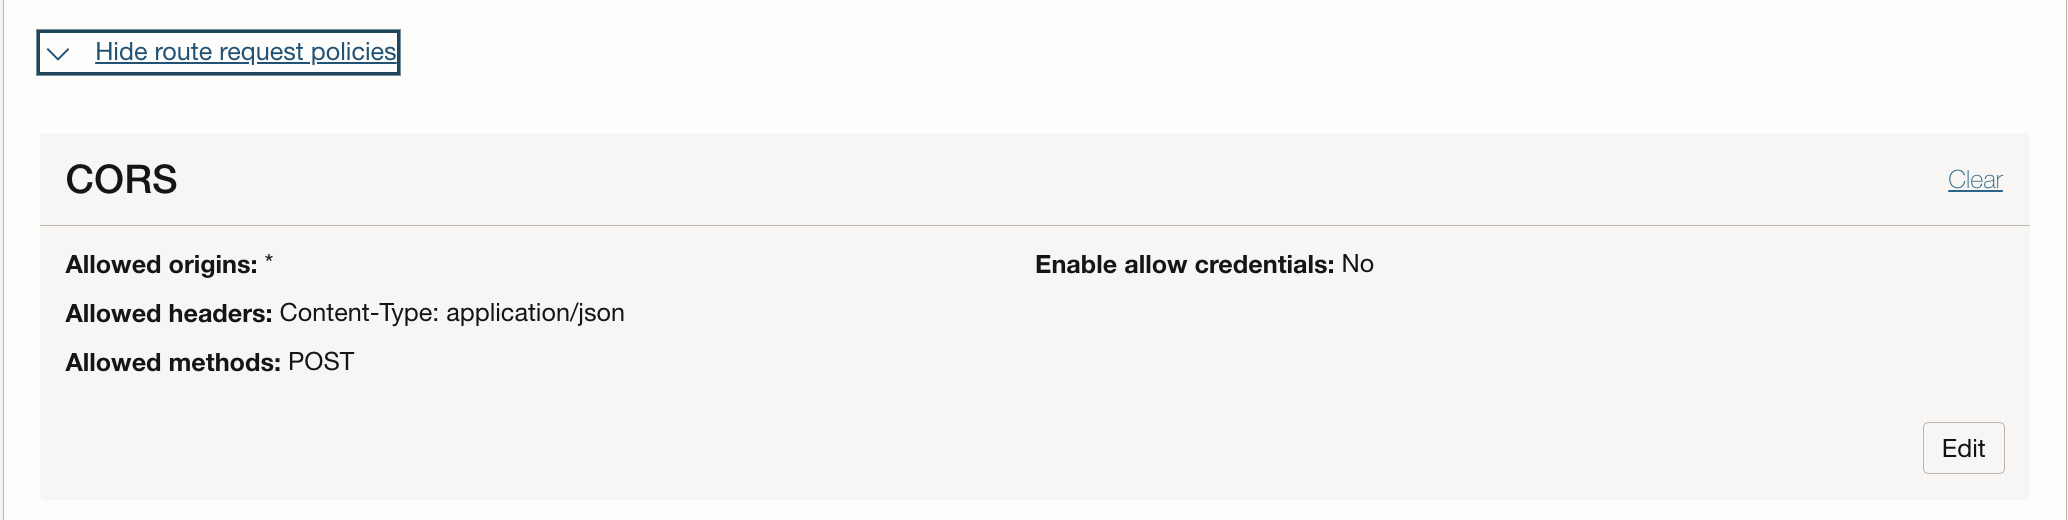 Hide route request policies
CORS
Clear
Allowed origins: *
Enable allow credentials: No
Allowed headers: Content-Type: application/json
Allowed methods: POST
Edit